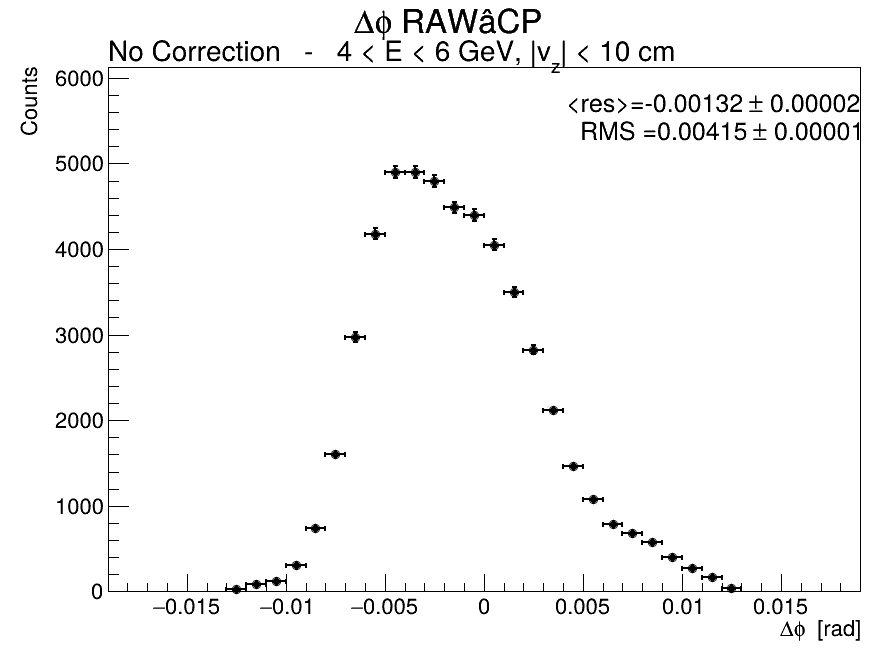 Δϕ RAWâCP
No Correction - 4 < E < 6 GeV, |v_z| < 10 cm
Counts
<res>=-0.00132 ± 0.00002
RMS =0.00415 ± 0.00001
6000
5000
4000
3000
2000
1000
0
−0.015 −0.01 −0.005 0 0.005 0.01 0.015
Δϕ [rad]